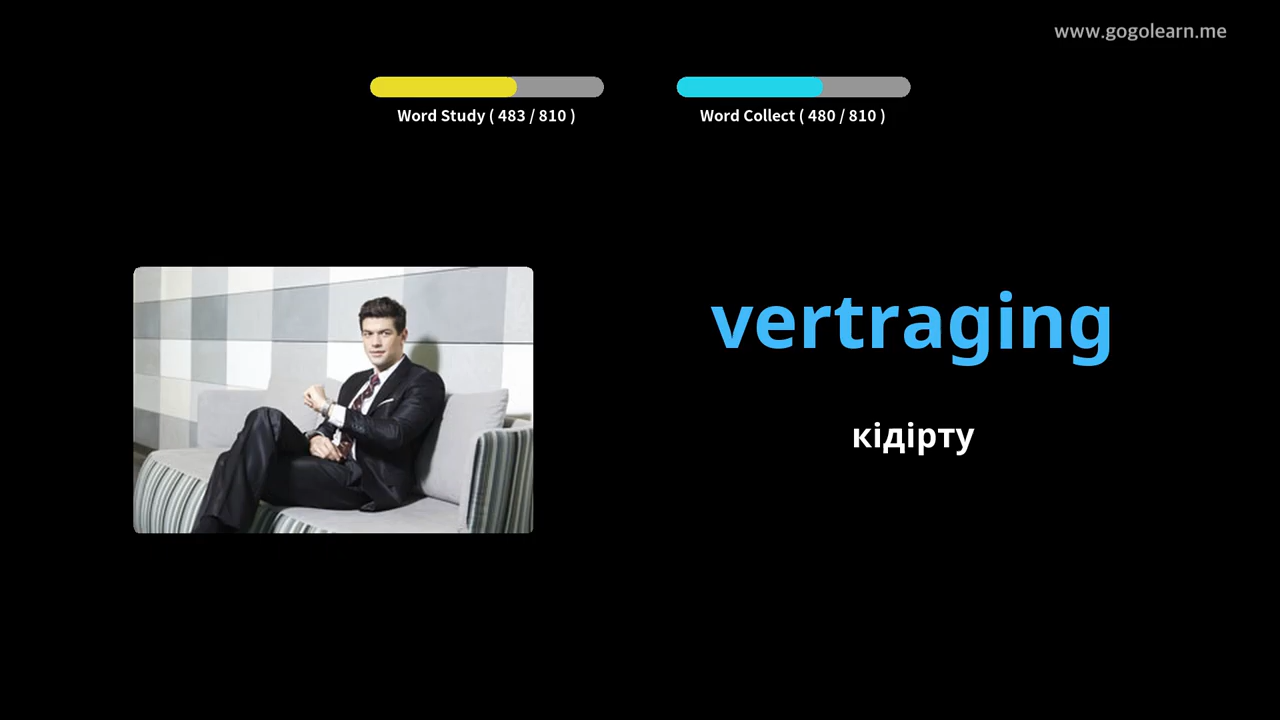 www.gogolearn.me
Word Study ( 483 / 810 )
Word Collect ( 480 / 810 )
vertraging
кідірту